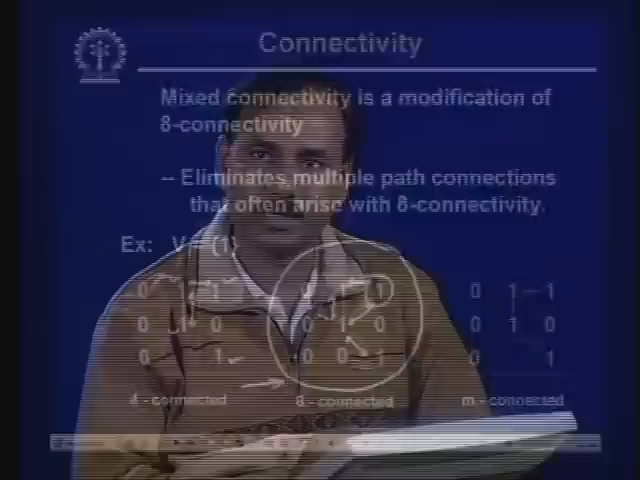 Connectivity
Mixed connectivity is a modification of
8-connectivity
-- Eliminates multiple path connections
that often arise with 8-connectivity.
Ex: V = {1}
0 1 1 0 1 1 0 1 1
0 1 0 0 1 0 0 1 0
0 1 0 0 1 0 1
4 - connected 8 - connected m - connected